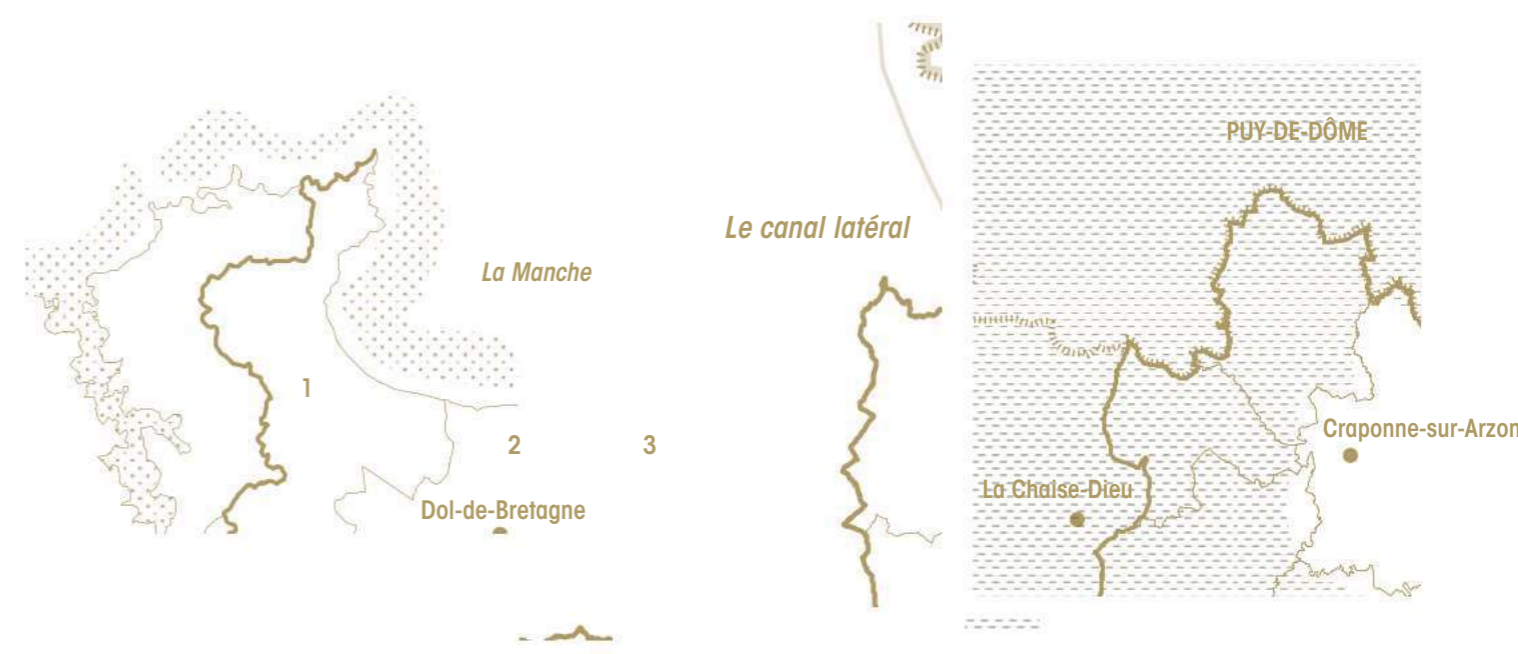 PUY-DE-DÔME
Le canal latéral
La Manche
1
2
3
Craponne-sur-Arzon
La Chaise-Dieu
Dol-de-Bretagne